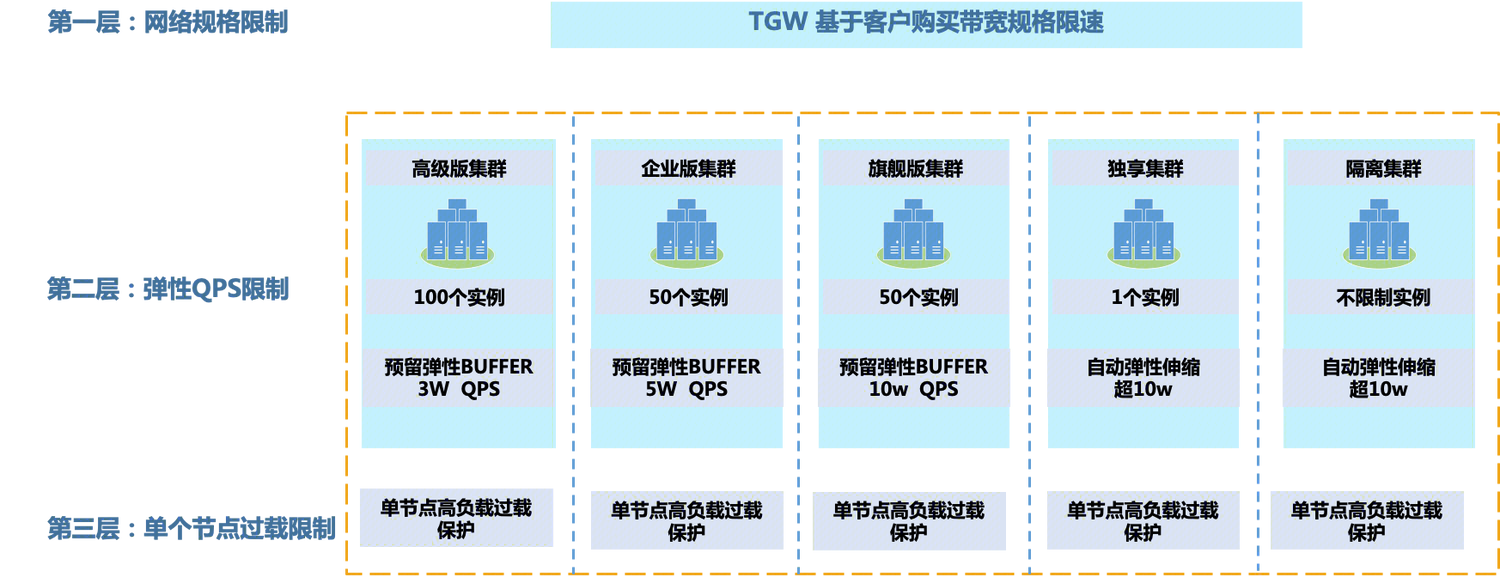 第一层：网络规格限制
TGW 基于客户购买带宽规格限速
第二层：弹性QPS限制
高级版集群
100个实例
预留弹性BUFFER
3W QPS
企业版集群
50个实例
预留弹性BUFFER
5W QPS
旗舰版集群
50个实例
预留弹性BUFFER
10w QPS
独享集群
1个实例
自动弹性伸缩
超10w
隔离集群
不限制实例
自动弹性伸缩
超10w
第三层：单个节点过载限制
单节点高负载过载
保护
单节点高负载过载
保护
单节点高负载过载
保护
单节点高负载过载
保护
单节点高负载过载
保护